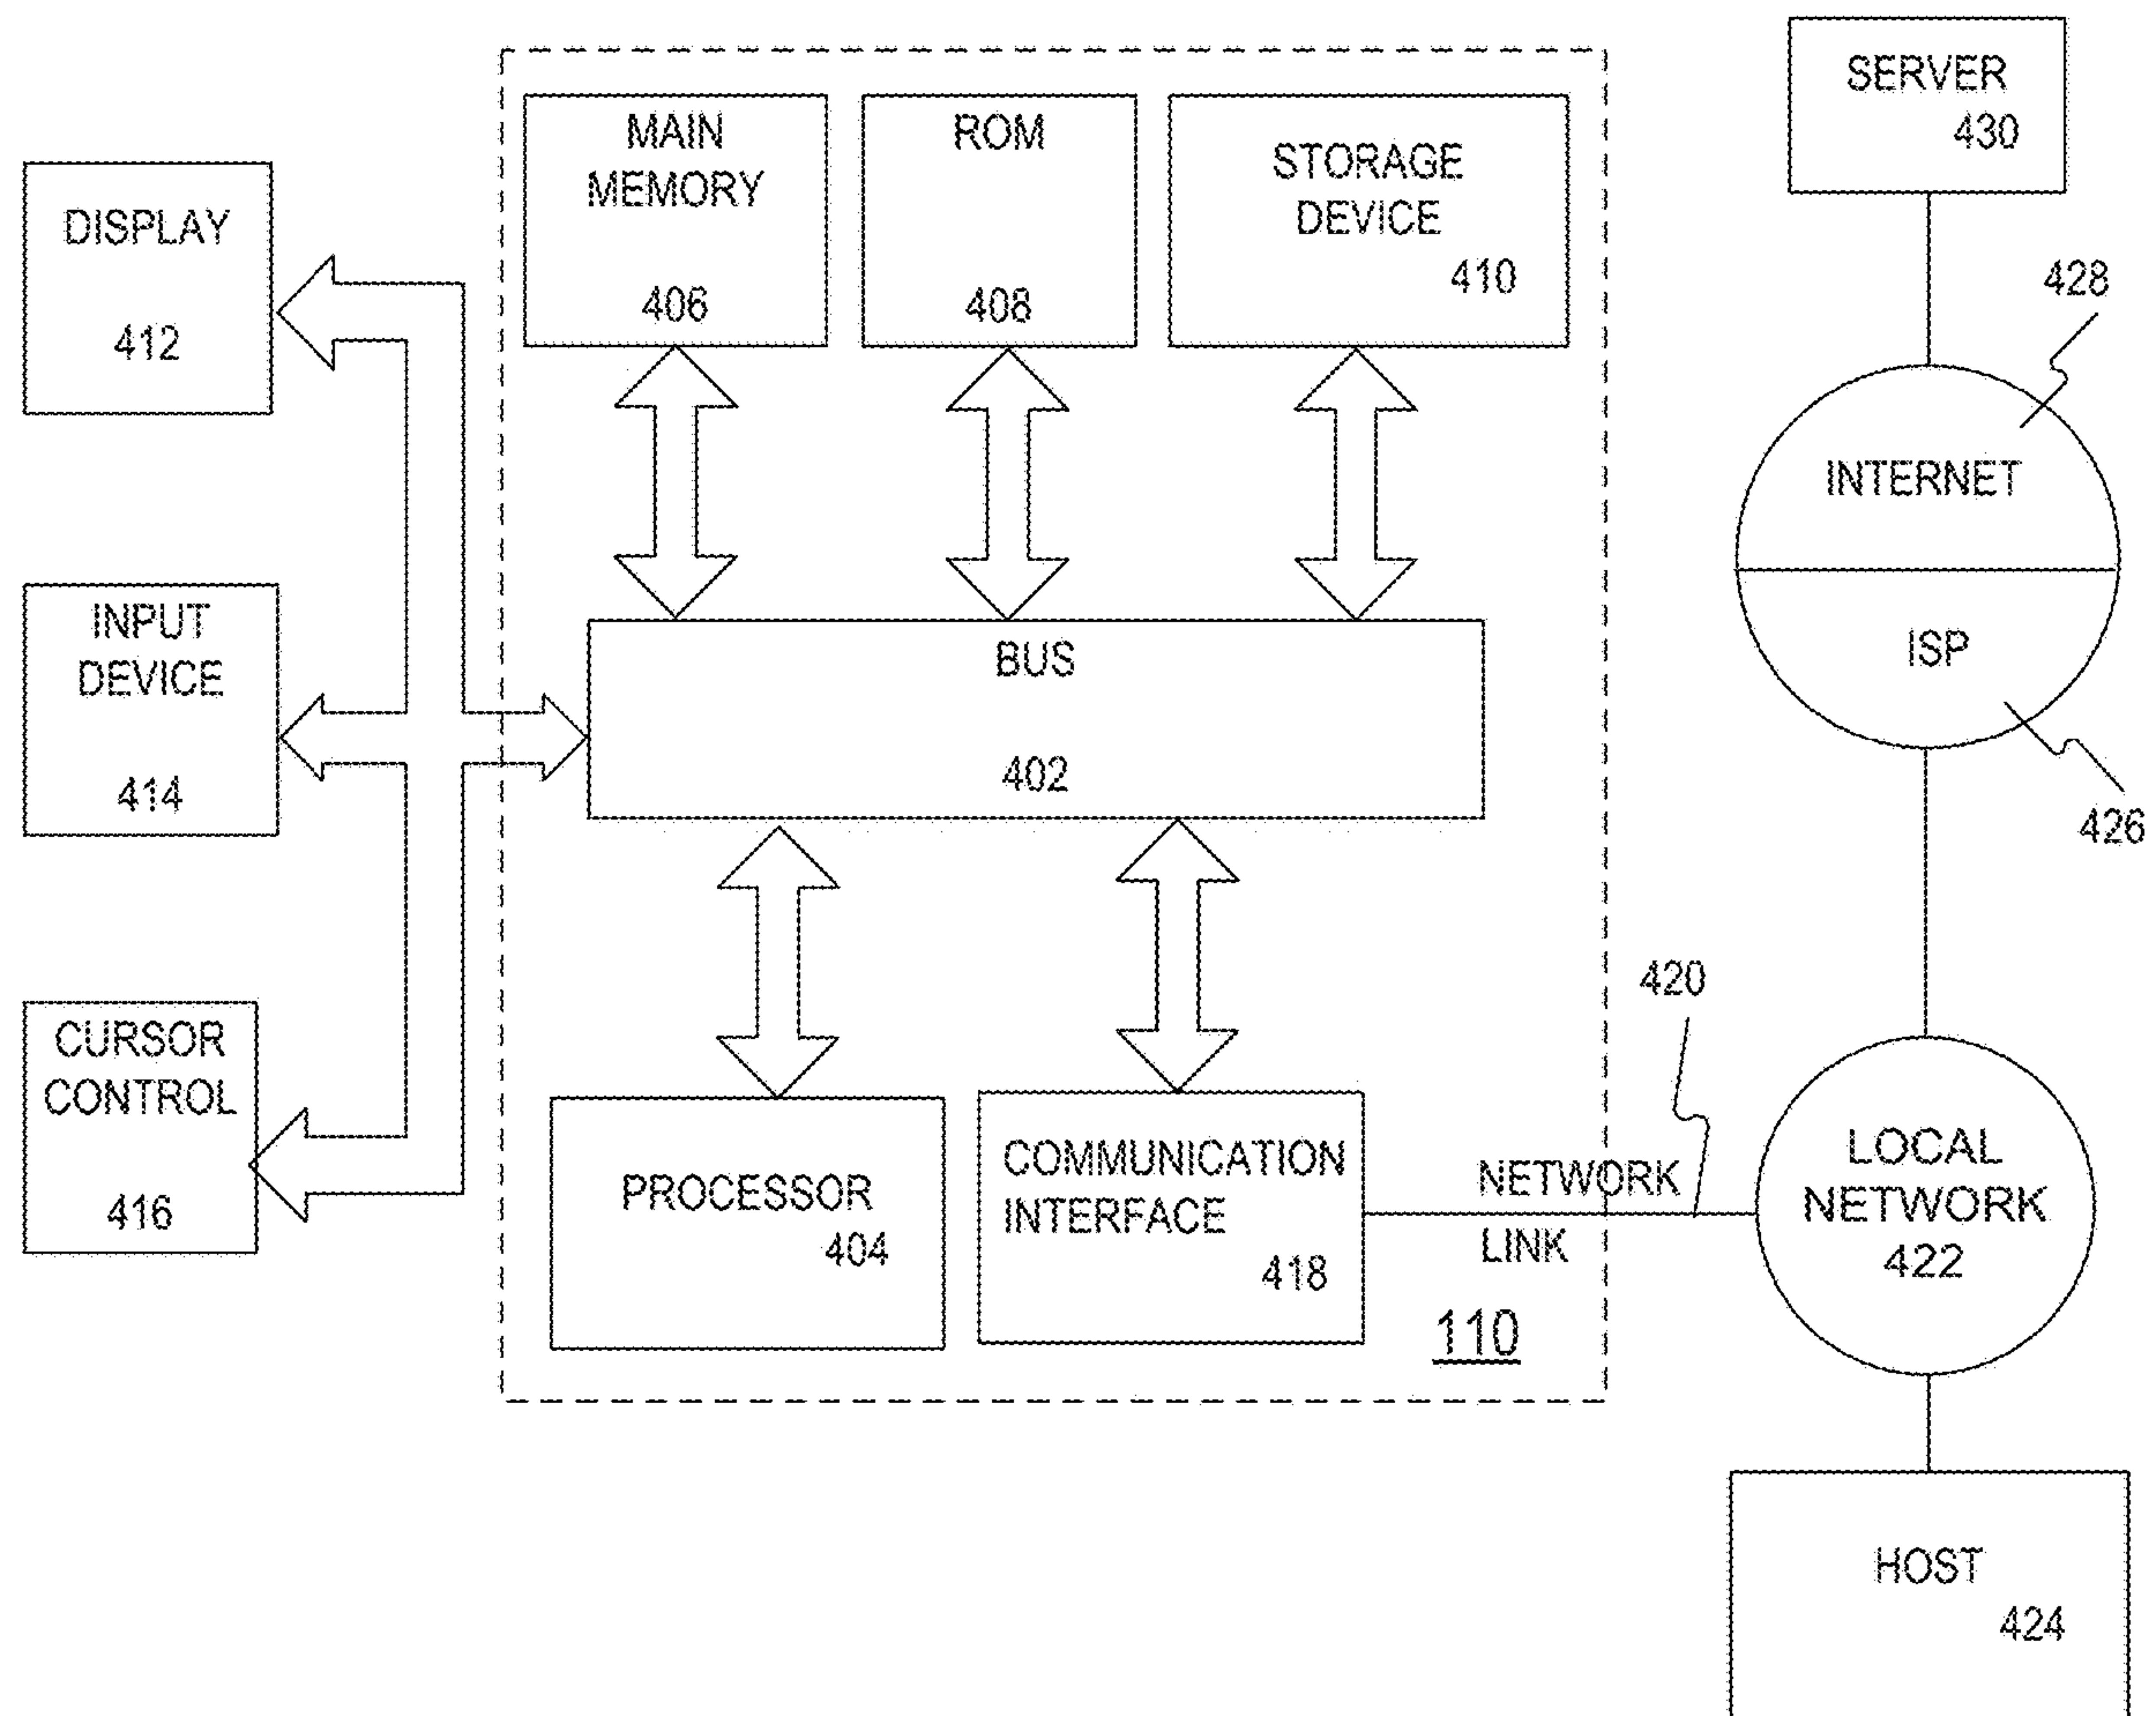 DISPLAY
412
INPUT
DEVICE
414
CURSOR
CONTROL
416
MAIN
MEMORY
406
ROM
408
STORAGE
DEVICE
410
BUS
402
PROCESSOR
404
COMMUNICATION
INTERFACE
418
NETWORK
LINK
110
420
SERVER
430
428
INTERNET
ISP
426
LOCAL
NETWORK
422
HOST
424